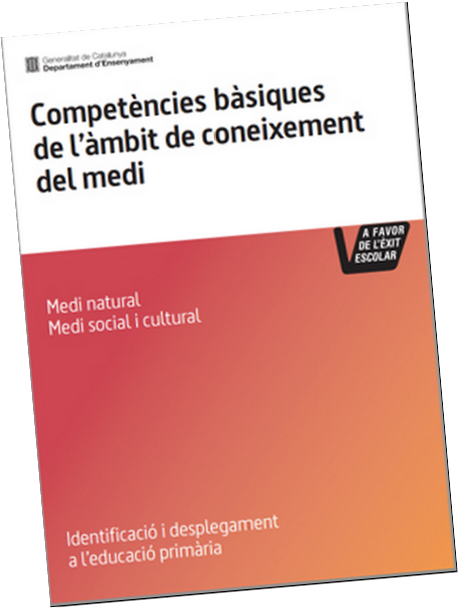 Generalitat de Catalunya
Departament d'Ensenyament
Competències bàsiques
de l'àmbit de coneixement
del medi
A FAVOR
DE L'ÈXIT
ESCOLAR
Medi natural
Medi social i cultural
Identificació i desplegament
a l'educació primària